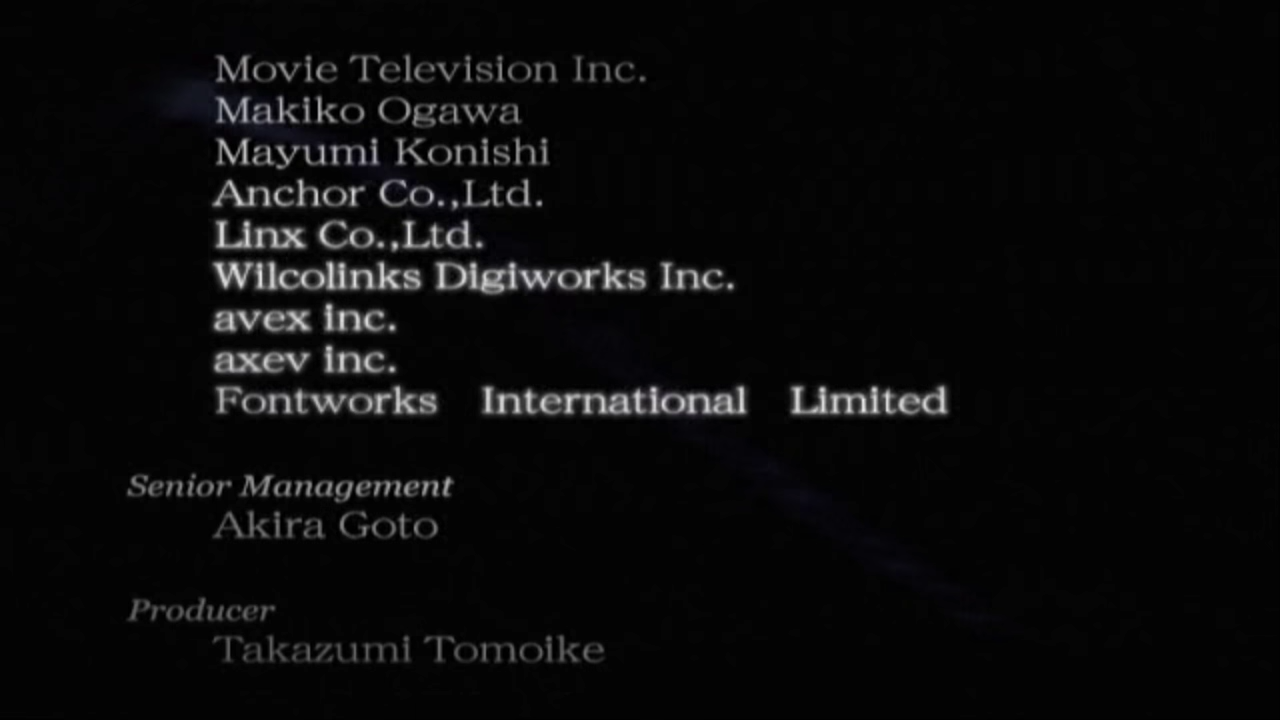 Movie Television Inc.
Makiko Ogawa
Mayumi Konishi
Anchor Co.,Ltd.
Linx Co.,Ltd.
Wilcolinks Digiworks Inc.
avex inc.
axev inc.
Fontworks International Limited
Senior Management
Akira Goto
Producer
Takazumi Tomoike